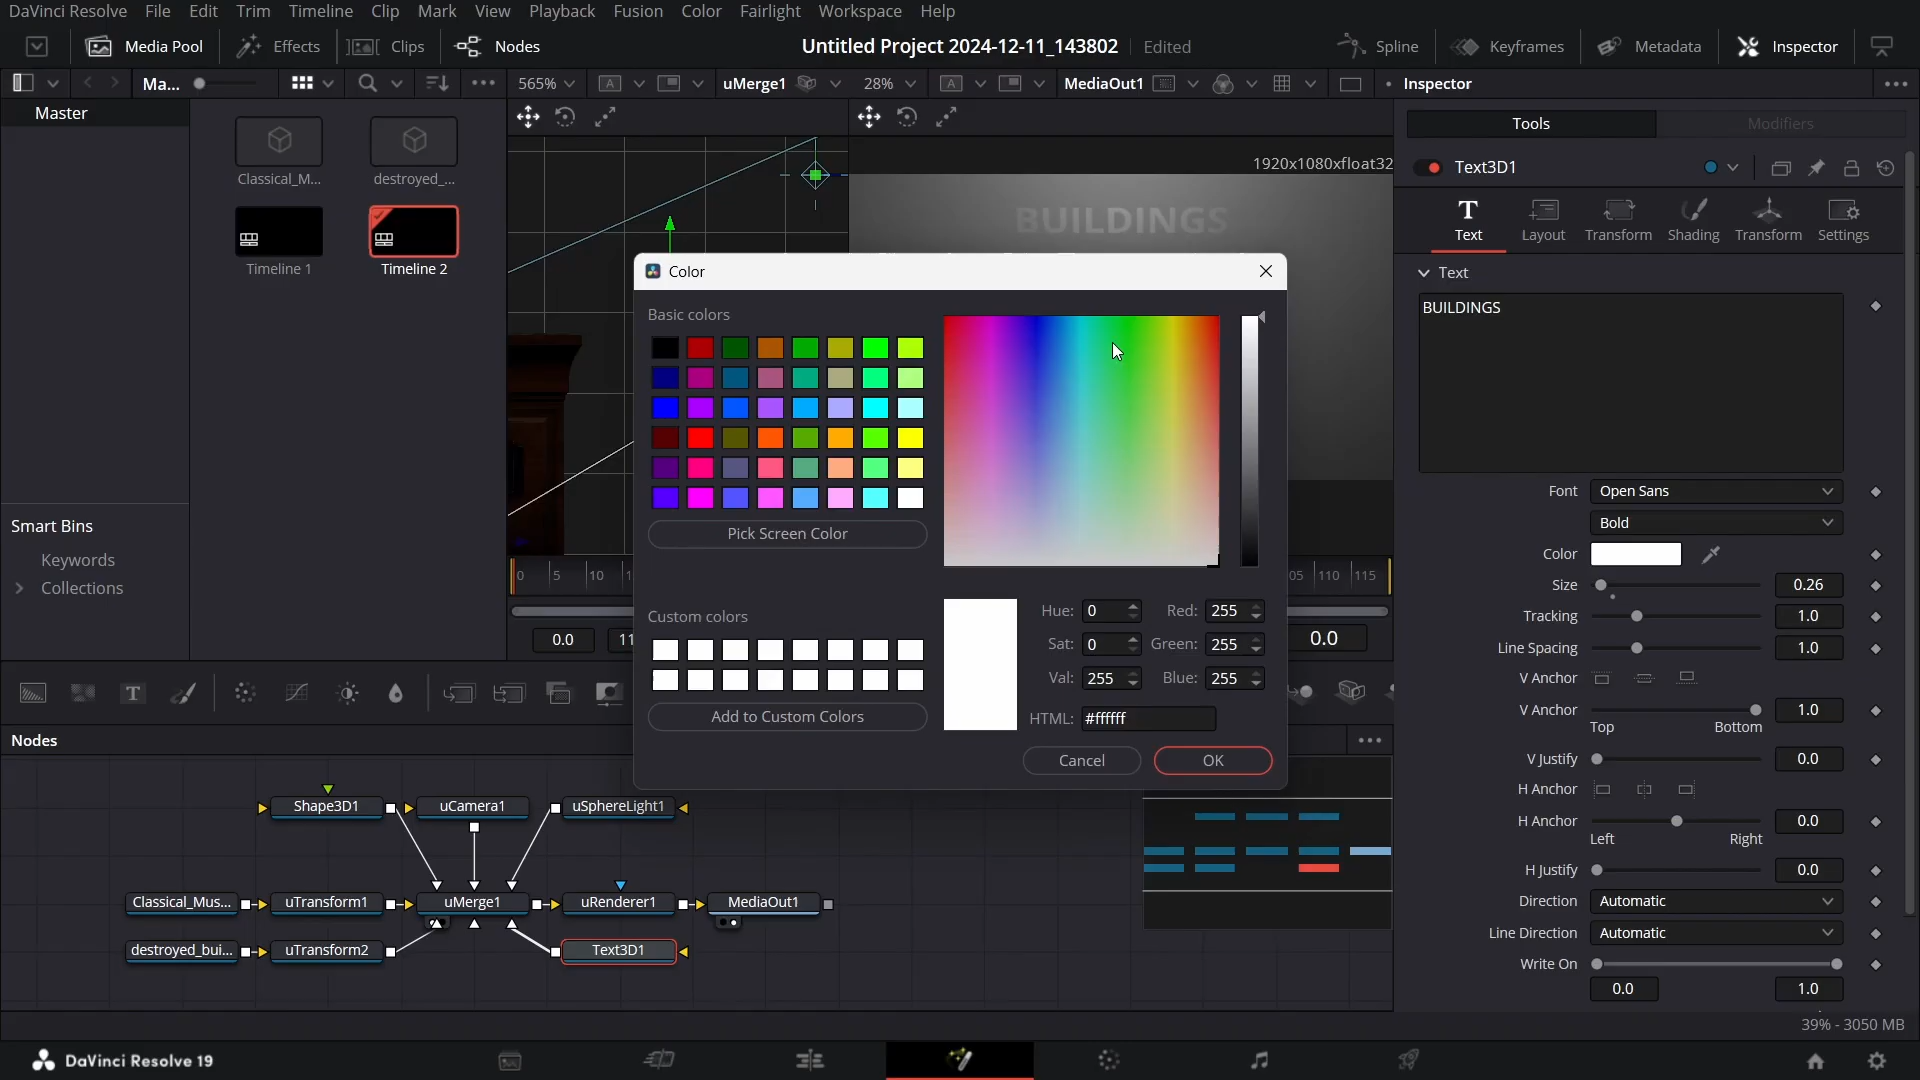 DaVinci Resolve File Edit Trim Timeline Clip Mark View Playback Fusion Color Fairlight Workspace Help
Media Pool Effects Clips Nodes Untitled Project 2024-12-11_143802 Edited Spline Keyframes Metadata Inspector
Ma... 565% A uMerge1 28% A MediaOut1 Inspector
Master
Classical_M...
destroyed_...
Timeline 1
Timeline 2
Smart Bins
Keywords
Collections
1920x1080xfloat32
BUILDINGS
Tools Modifiers
Text3D1
T
Text Layout Transform Shading Transform Settings
Text
BUILDINGS
Font Open Sans
Bold
Color
Size 0.26
Tracking 1.0
Line Spacing 1.0
V Anchor
V Anchor 1.0
Top Bottom
V Justify 0.0
H Anchor
H Anchor 0.0
Left Right
H Justify 0.0
Direction Automatic
Line Direction Automatic
Write On
0.0 1.0
Color
Basic colors
Pick Screen Color
Custom colors
Add to Custom Colors
Hue: 0 Red: 255
Sat: 0 Green: 255
Val: 255 Blue: 255
HTML: #ffffff
Cancel OK
0 5 10 1 05 110 115
0.0 11 0.0
T
Nodes
Shape3D1 uCamera1 uSphereLight1
Classical_Mus... uTransform1 uMerge1 uRenderer1 MediaOut1
destroyed_bui... uTransform2 Text3D1
39% - 3050 MB
DaVinci Resolve 19